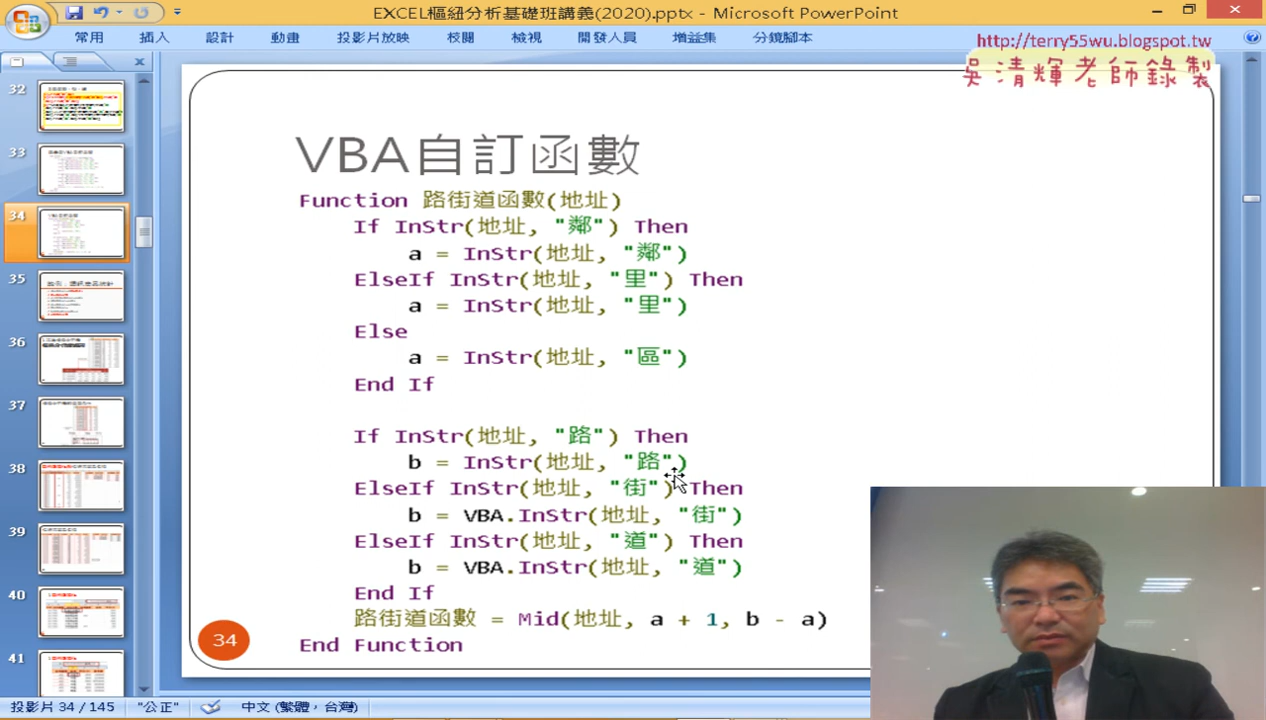 EXCEL樞紐分析基礎班講義(2020).pptx - Microsoft PowerPoint
常用 插入 設計 動畫 投影片放映 校閱 檢視 開發人員 增益集 分鏡腳本
http://terry55wu.blogspot.tw
吳清輝老師錄製
32
33
34
35
36
37
38
39
40
41
VBA自訂函數
Function 路街道函數(地址)
If InStr(地址, "鄰") Then
a = InStr(地址, "鄰")
ElseIf InStr(地址, "里") Then
a = InStr(地址, "里")
Else
a = InStr(地址, "區")
End If
If InStr(地址, "路") Then
b = InStr(地址, "路")
ElseIf InStr(地址, "街") Then
b = VBA.InStr(地址, "街")
ElseIf InStr(地址, "道") Then
b = VBA.InStr(地址, "道")
End If
路街道函數 = Mid(地址, a + 1, b - a)
End Function
34
投影片 34 / 145 "公正" 中文 (繁體，台灣)